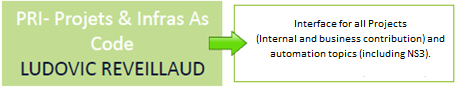 PRI- Projets & Infras As
Code
LUDOVIC REVEILLAUD
Interface for all Projects
(Internal and business contribution) and
automation topics (including NS3).